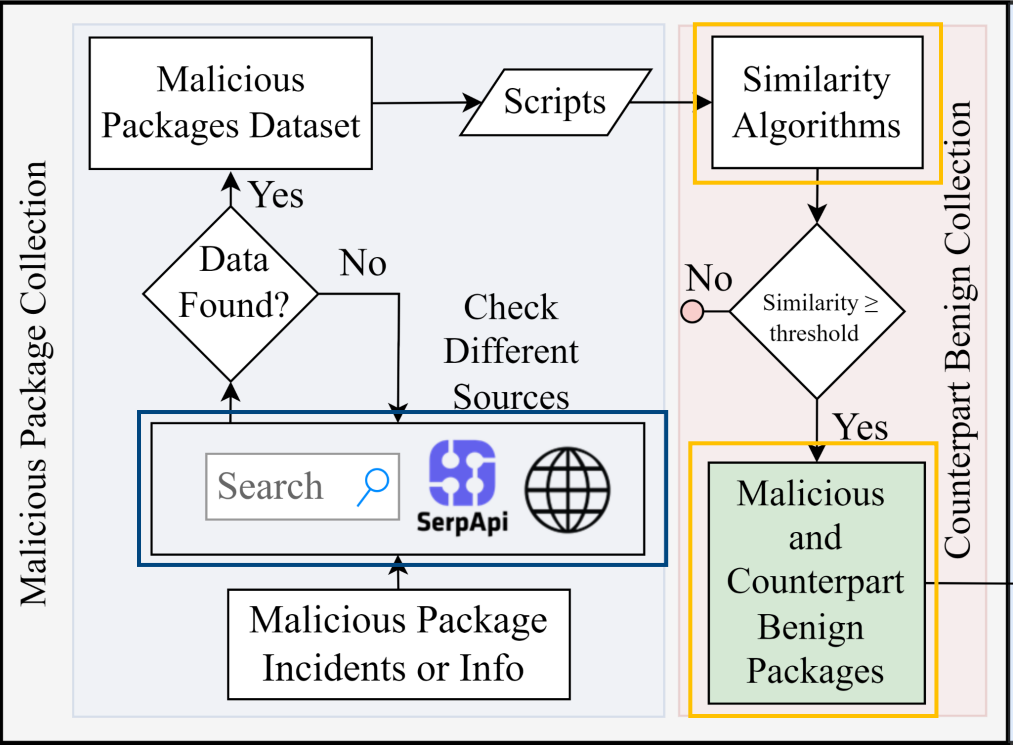 Malicious Package Collection
Malicious
Packages Dataset
Scripts
Yes
Data
Found?
No
Check
Different
Sources
Search
SerpApi
Malicious Package
Incidents or Info
Similarity
Algorithms
No
Similarity ≥
threshold
Yes
Malicious
and
Counterpart
Benign
Packages
Counterpart Benign Collection